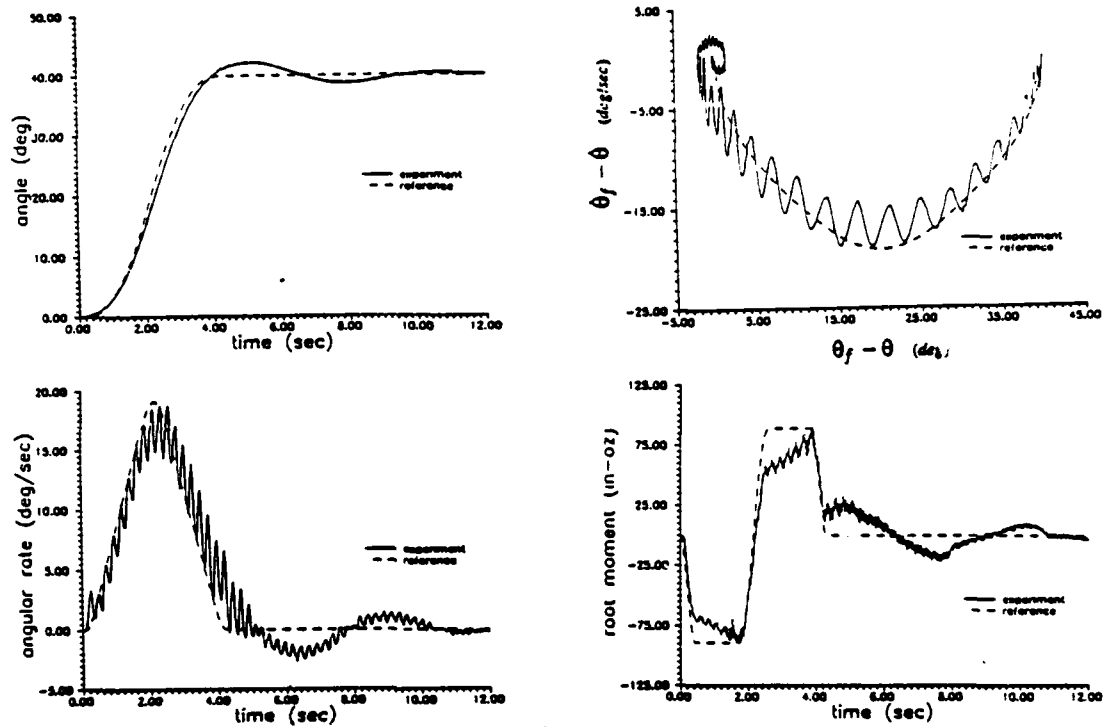 50.00
40.00
30.00
20.00
10.00
0.00
angle (deg)
experiment
reference
0.00 2.00 4.00 6.00 8.00 10.00 12.00
time (sec)
5.00
-5.00
-15.00
-25.00
θ̇f - θ̇ (deg/sec)
experiment
reference
-5.00 5.00 15.00 25.00 35.00 45.00
θf - θ (deg)
20.00
15.00
10.00
5.00
0.00
-5.00
angular rate (deg/sec)
experiment
reference
0.00 2.00 4.00 6.00 8.00 10.00 12.00
time (sec)
125.00
75.00
25.00
-25.00
-75.00
-125.00
root moment (in-oz)
experiment
reference
0.00 2.00 4.00 6.00 8.00 10.00 12.00
time (sec)